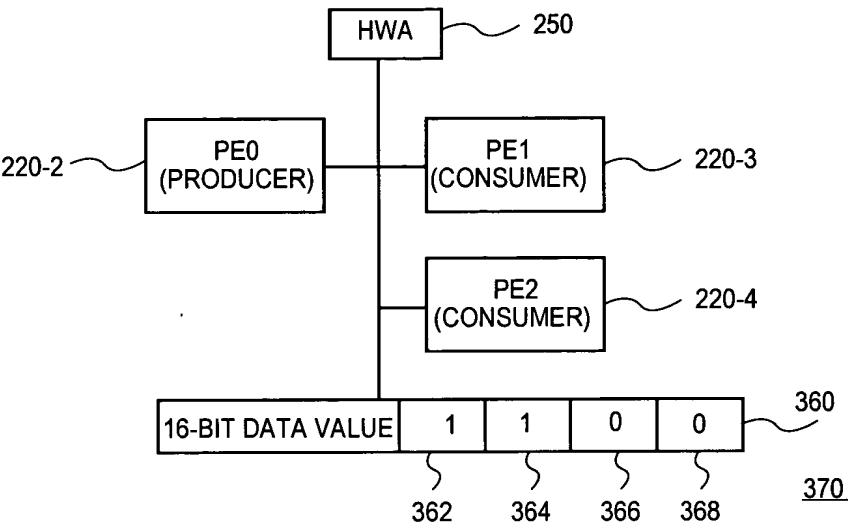 HWA
250
PE0
(PRODUCER)
220-2
PE1
(CONSUMER)
220-3
PE2
(CONSUMER)
220-4
16-BIT DATA VALUE 1 1 0 0
360
362 364 366 368
370